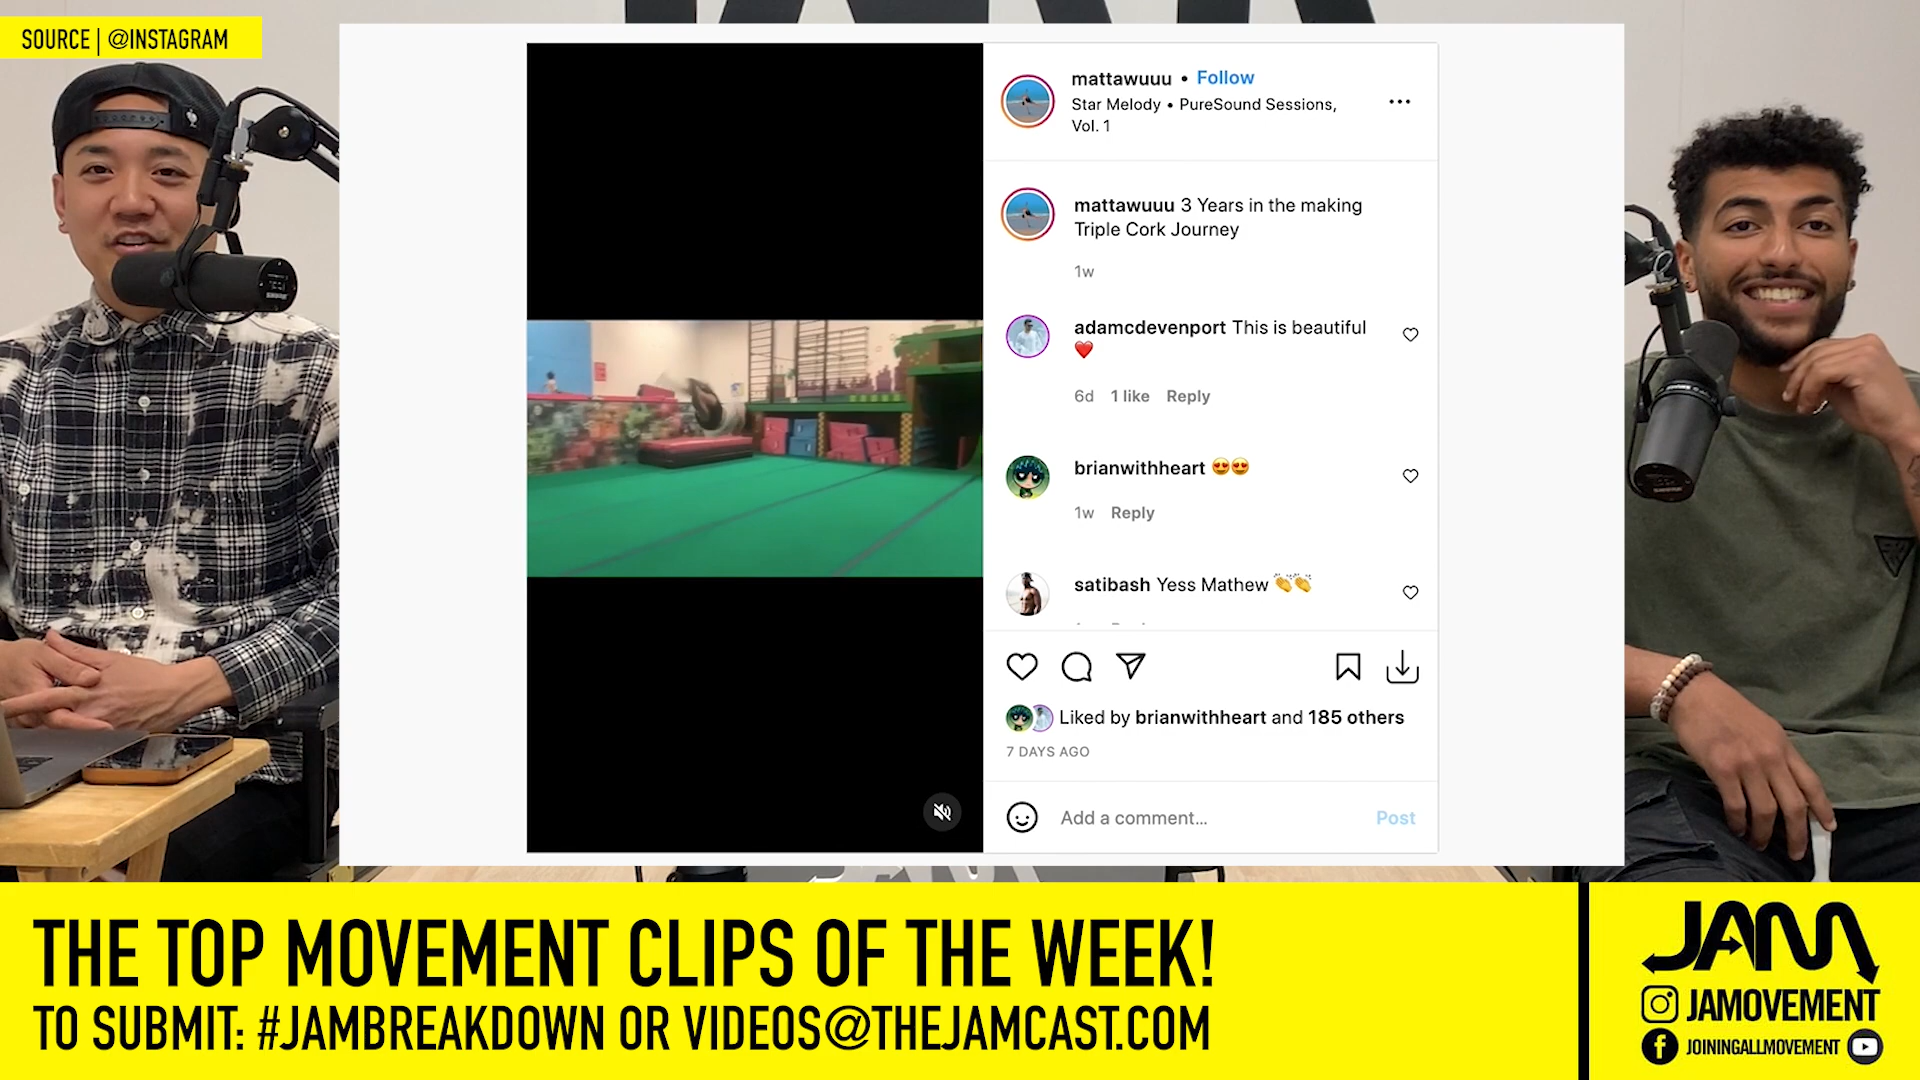 SOURCE | @INSTAGRAM
mattawuuu • Follow
Star Melody • PureSound Sessions,
Vol. 1
mattawuuu 3 Years in the making
Triple Cork Journey
1w
adamcdevenport This is beautiful
❤️
6d 1 like Reply
brianwithheart 😍😍
1w Reply
satibash Yess Mathew 👏👏
Liked by brianwithheart and 185 others
7 DAYS AGO
Add a comment...
Post
THE TOP MOVEMENT CLIPS OF THE WEEK!
TO SUBMIT: #JAMBREAKDOWN OR VIDEOS@THEJAMCAST.COM
JAM
JAMOVEMENT
JOININGALLMOVEMENT